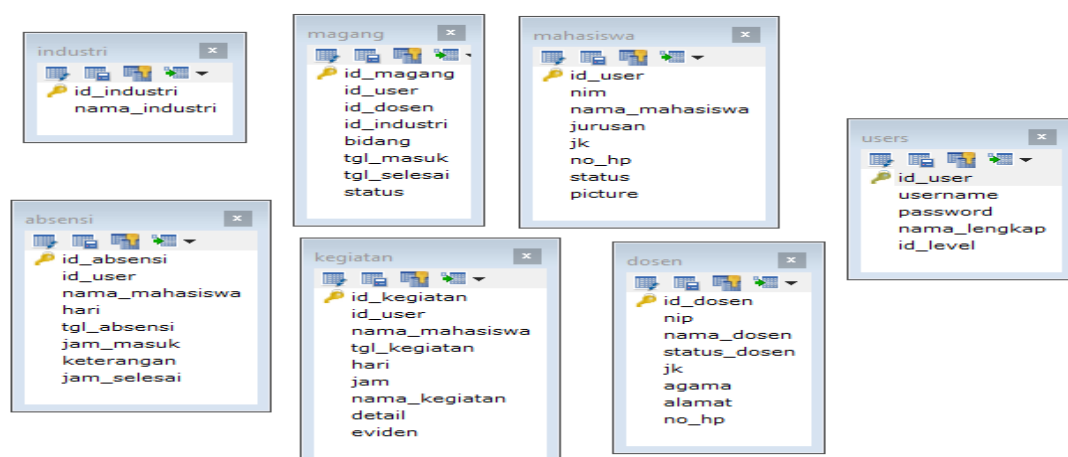 industri
id_industri
nama_industri
magang
id_magang
id_user
id_dosen
id_industri
bidang
tgl_masuk
tgl_selesai
status
mahasiswa
id_user
nim
nama_mahasiswa
jurusan
jk
no_hp
status
picture
users
id_user
username
password
nama_lengkap
id_level
absensi
id_absensi
id_user
nama_mahasiswa
hari
tgl_absensi
jam_masuk
keterangan
jam_selesai
kegiatan
id_kegiatan
id_user
nama_mahasiswa
tgl_kegiatan
hari
jam
nama_kegiatan
detail
eviden
dosen
id_dosen
nip
nama_dosen
status_dosen
jk
agama
alamat
no_hp